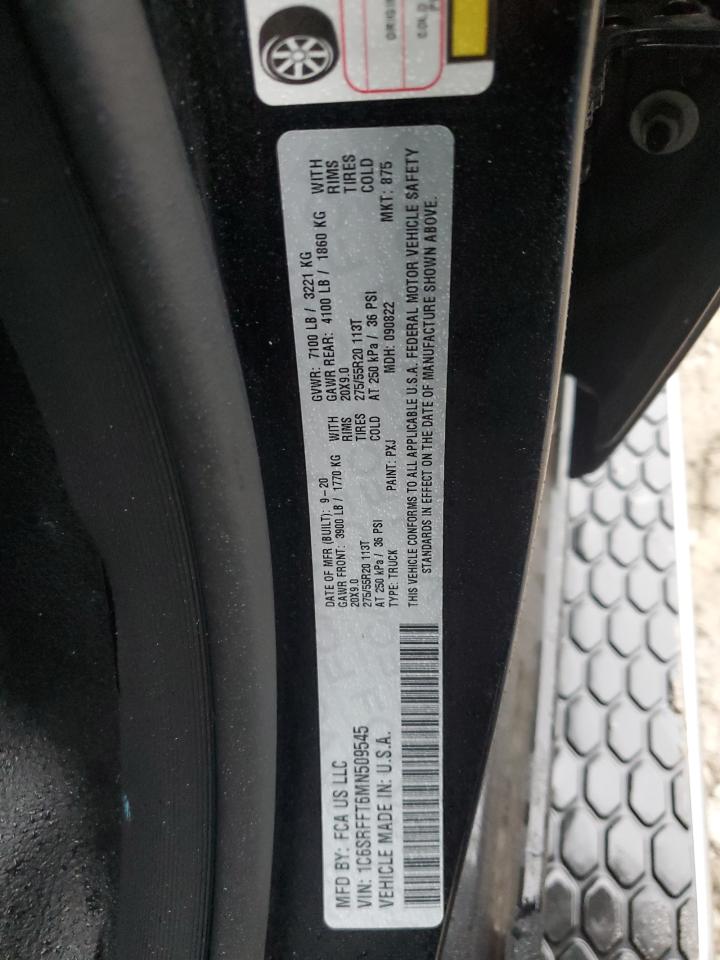 MFD BY: FCA US LLC
VIN: 1C6SRFFT6MN509545
VEHICLE MADE IN: U.S.A.
DATE OF MFR (BUILT): 9-20
GAWR FRONT: 3900 LB / 1770 KG WITH
20X9.0 RIMS
275/55R20 113T TIRES
AT 250 kPa / 36 PSI COLD
TYPE: TRUCK PAINT: PXJ
GVWR: 7100 LB / 3221 KG
GAWR REAR: 4100 LB / 1860 KG WITH
20X9.0 RIMS
275/55R20 113T TIRES
AT 250 kPa / 36 PSI COLD
MDH: 090822 MKT: 875
THIS VEHICLE CONFORMS TO ALL APPLICABLE U.S.A. FEDERAL MOTOR VEHICLE SAFETY
STANDARDS IN EFFECT ON THE DATE OF MANUFACTURE SHOWN ABOVE.